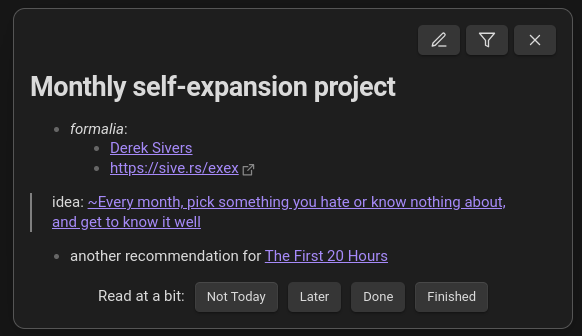 Monthly self-expansion project
formalia:
Derek Sivers
https://sive.rs/exex
idea: ~Every month, pick something you hate or know nothing about,
and get to know it well
another recommendation for The First 20 Hours
Read at a bit: Not Today Later Done Finished